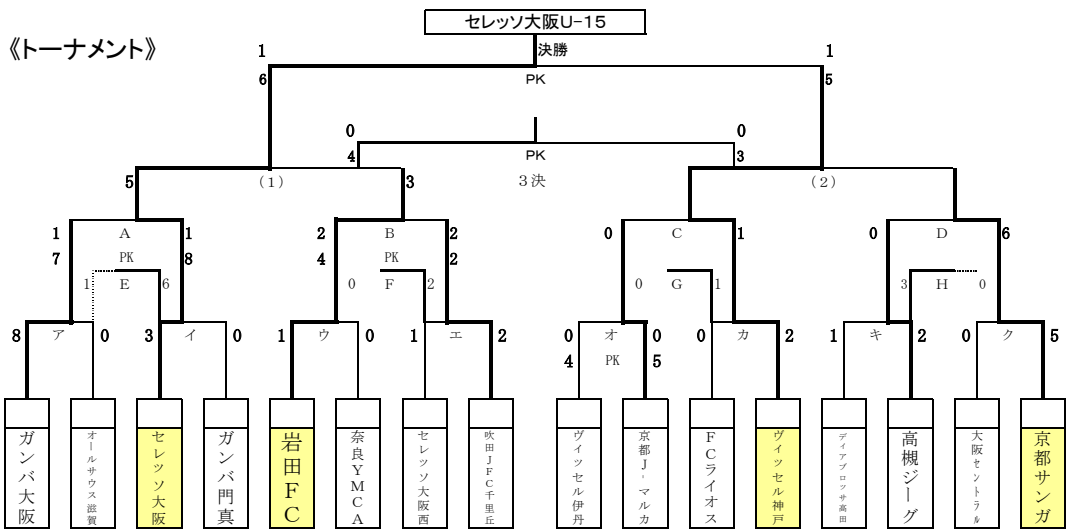 セレッソ大阪U-15
《トーナメント》
1 決勝 1
6 PK 5
0 0
4 PK 3
5 (1) 3 3決 (2)
1 A 1 2 B 2 0 C 1 0 D 6
7 PK 8 4 PK 2
1 E 6 0 F 2 0 G 1 3 H 0
8 ア 0 3 イ 0 1 ウ 0 1 エ 2 0 オ 0 0 カ 2 1 キ 2 0 ク 5
4 PK 5
ガンバ大阪
オールサウス滋賀
セレッソ大阪
ガンバ門真
岩田FC
奈良YMCA
セレッソ大阪西
吹田JFC千里丘
ヴィッセル伊丹
京都J-マルカ
FCライオス
ヴィッセル神戸
ディアブロッサ高田
高槻ジーグ
大阪セントラル
京都サンガ